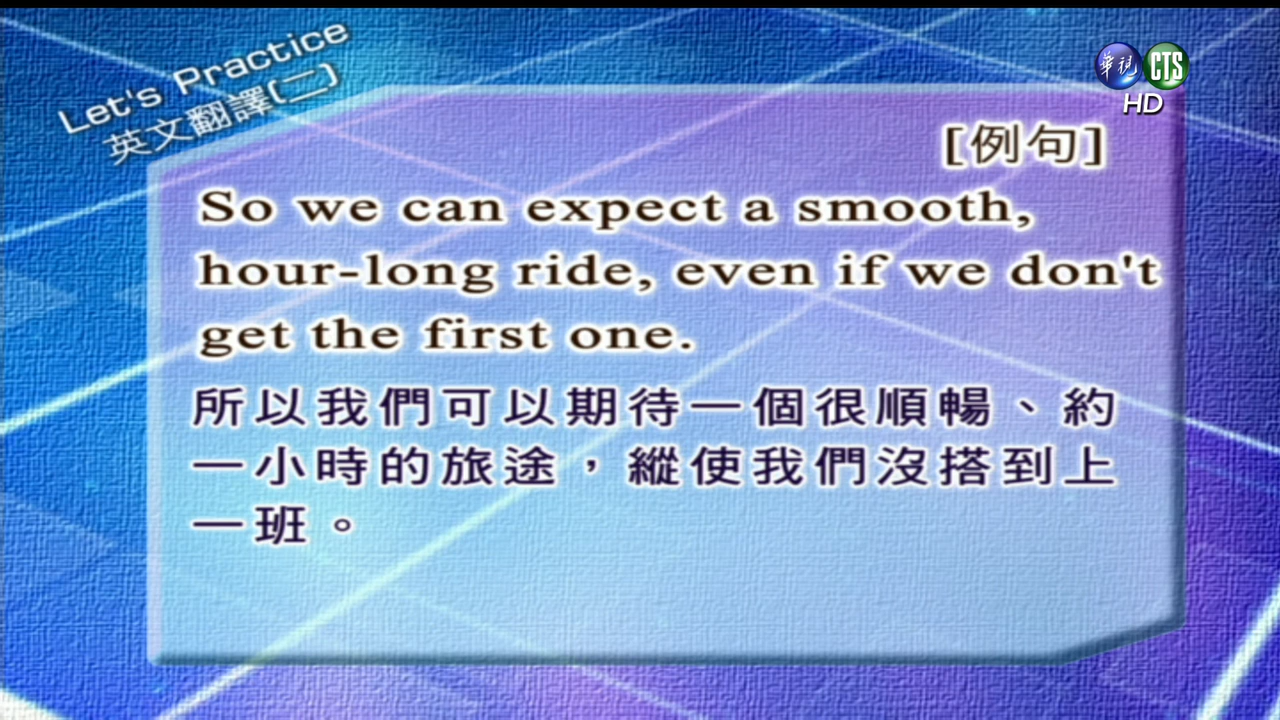 Let's Practice
英文翻譯(二)
華視 CTS
HD
[例句]
So we can expect a smooth,
hour-long ride, even if we don't
get the first one.
所以我們可以期待一個很順暢、約
一小時的旅途，縱使我們沒搭到上
一班。